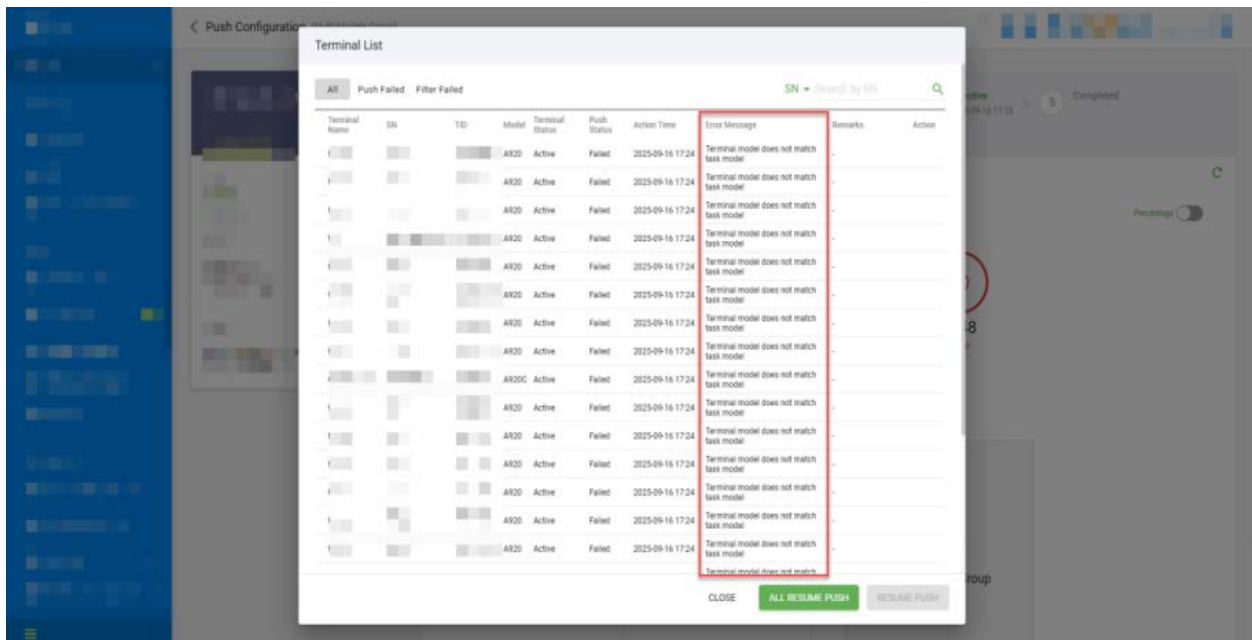 Push Configuration
Terminal List
All Push Failed Filter Failed SN Search by SN
Terminal Name SN TID Model Terminal Status Push Status Action Time Error Message Remarks Action
A920 Active Failed 2025-09-16 17:24 Terminal model does not match task model -
A920 Active Failed 2025-09-16 17:24 Terminal model does not match task model -
A920 Active Failed 2025-09-16 17:24 Terminal model does not match task model -
A920 Active Failed 2025-09-16 17:24 Terminal model does not match task model -
A920 Active Failed 2025-09-16 17:24 Terminal model does not match task model -
A920 Active Failed 2025-09-16 17:24 Terminal model does not match task model -
A920 Active Failed 2025-09-16 17:24 Terminal model does not match task model -
A920 Active Failed 2025-09-16 17:24 Terminal model does not match task model -
A920C Active Failed 2025-09-16 17:24 Terminal model does not match task model -
A920 Active Failed 2025-09-16 17:24 Terminal model does not match task model -
A920 Active Failed 2025-09-16 17:24 Terminal model does not match task model -
A920 Active Failed 2025-09-16 17:24 Terminal model does not match task model -
A920 Active Failed 2025-09-16 17:24 Terminal model does not match task model -
A920 Active Failed 2025-09-16 17:24 Terminal model does not match task model -
A920 Active Failed 2025-09-16 17:24 Terminal model does not match task model -
Terminal model does not match
CLOSE ALL RESUME PUSH RESUME PUSH
5 Completed
Percentage